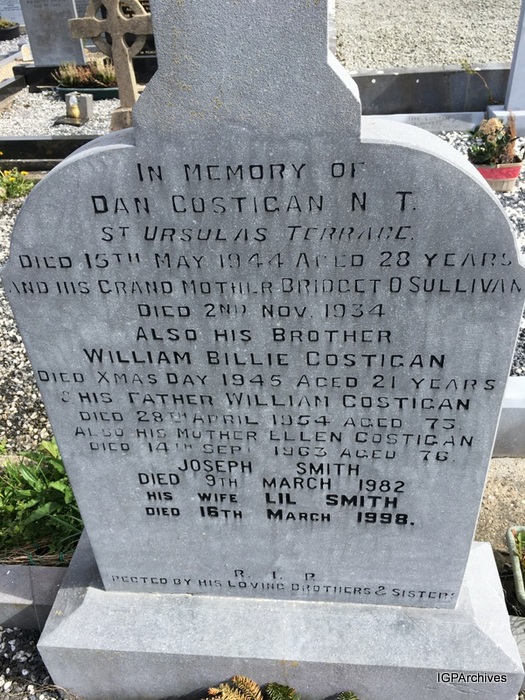 IN MEMORY OF
DAN COSTIGAN N T.
ST URSULAS TERRACE.
DIED 15TH MAY 1944 AGED 28 YEARS
AND HIS GRAND MOTHER BRIDGET O SULLIVAN
DIED 2ND NOV. 1934
ALSO HIS BROTHER
WILLIAM BILLIE COSTIGAN
DIED XMAS DAY 1945 AGED 21 YEARS
& HIS FATHER WILLIAM COSTIGAN
DIED 28TH APRIL 1954 AGED 73.
ALSO HIS MOTHER ELLEN COSTIGAN
DIED 14TH SEPT 1963 AGED 76.
JOSEPH SMITH
DIED 9TH MARCH 1982
HIS WIFE LIL SMITH
DIED 16TH MARCH 1998.
R. I. P.
ERECTED BY HIS LOVING BROTHERS & SISTERS
IGPArchives